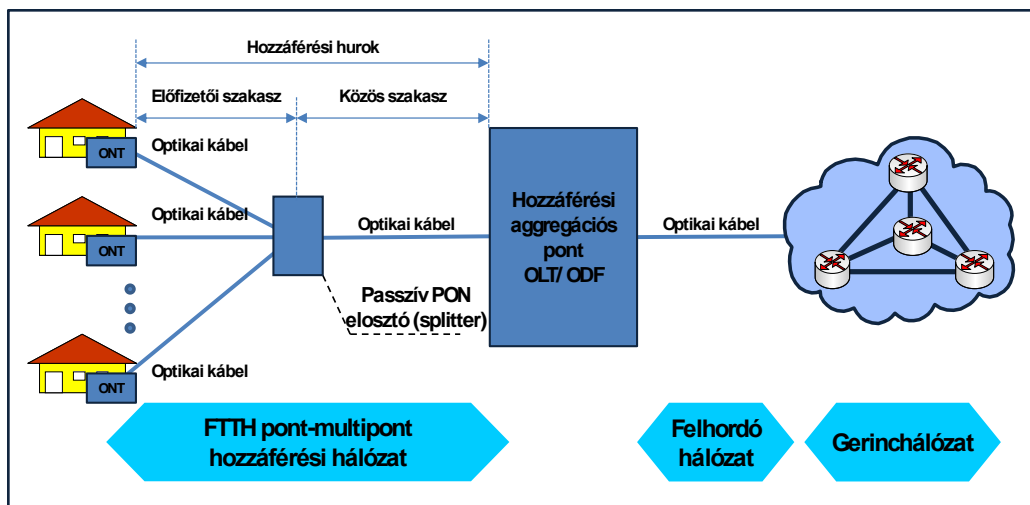 Hozzáférési hurok
Előfizetői szakasz
Közös szakasz
ONT
Optikai kábel
ONT
Optikai kábel
Optikai kábel
Hozzáférési
aggregációs
pont
OLT/ ODF
Optikai kábel
Passzív PON
elosztó (splitter)
ONT
Optikai kábel
FTTH pont-multipont
hozzáférési hálózat
Felhordó
hálózat
Gerinchálózat